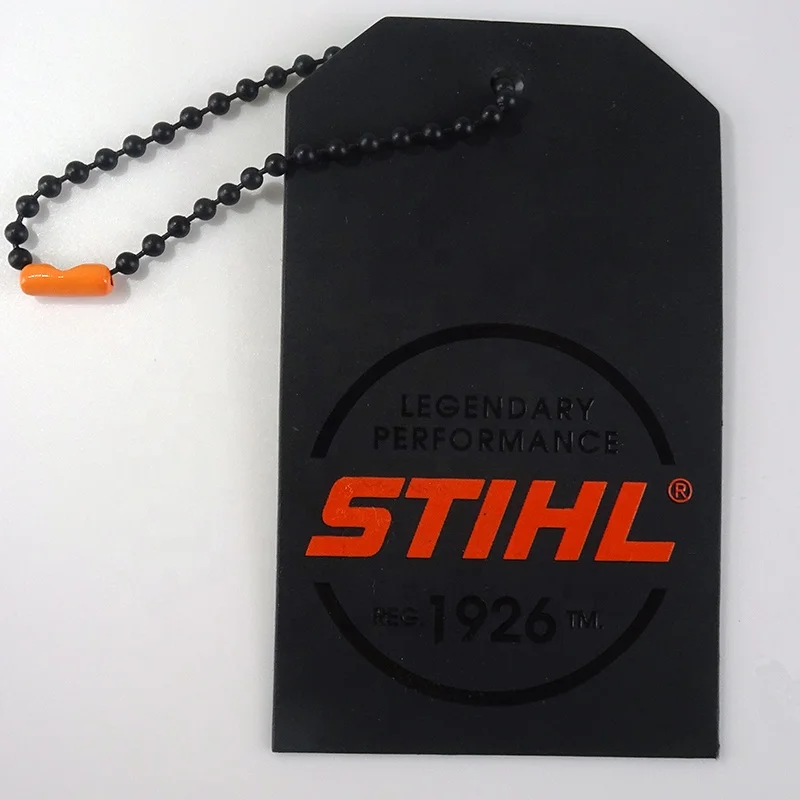 LEGENDARY
PERFORMANCE
STIHL®
REG. 1926 TM.